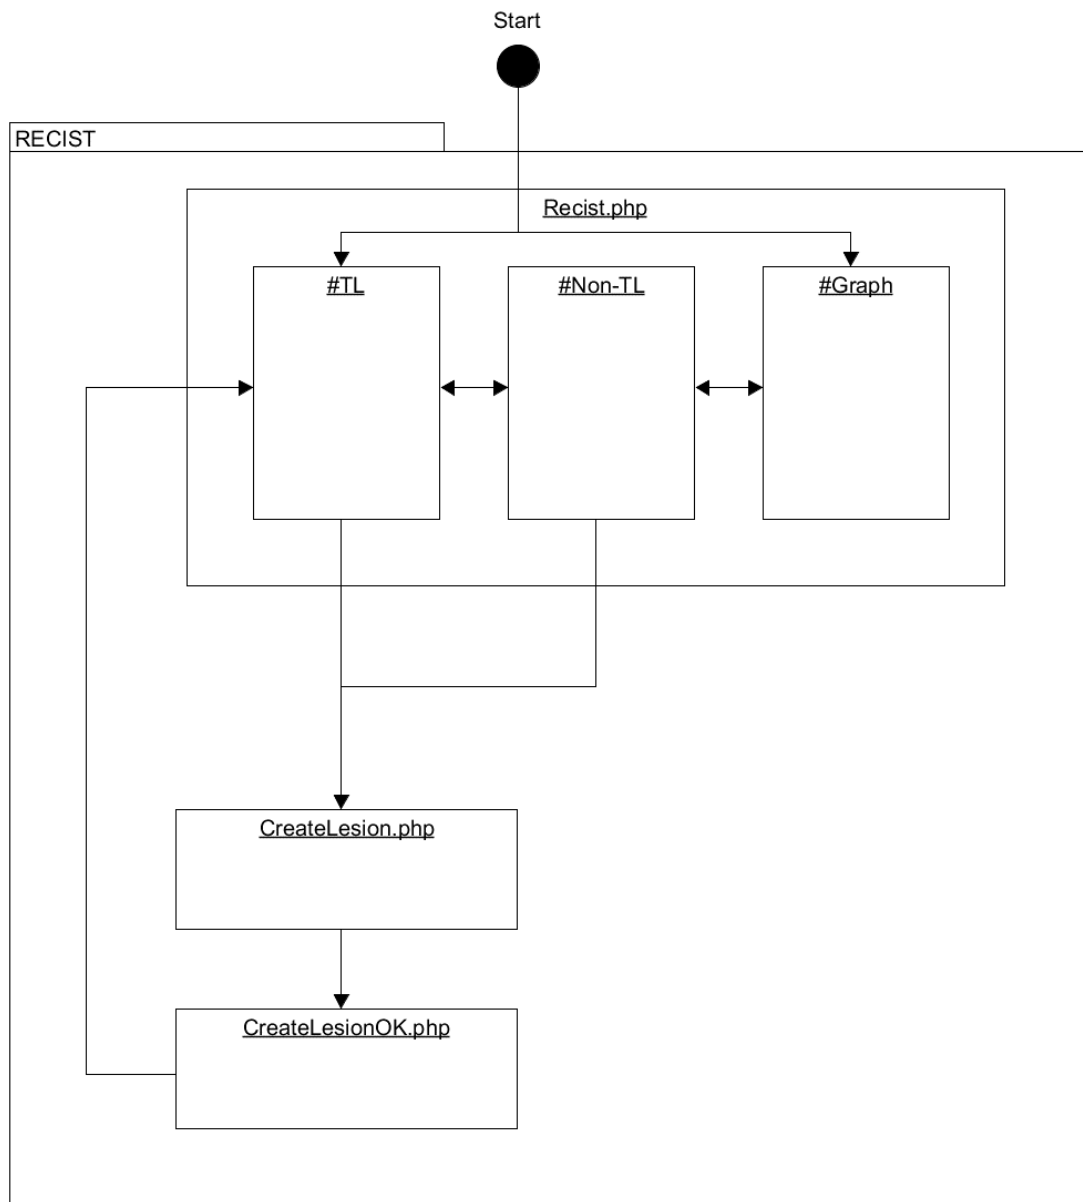 Start
RECIST
Recist.php
#TL
#Non-TL
#Graph
CreateLesion.php
CreateLesionOK.php